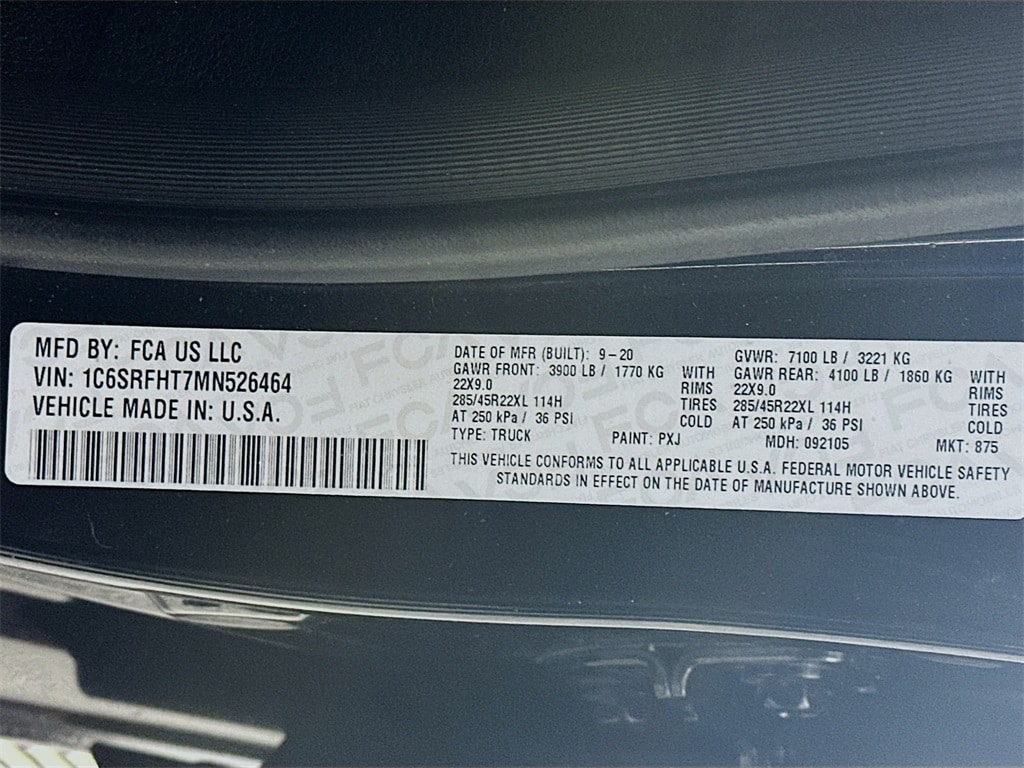 MFD BY: FCA US LLC
VIN: 1C6SRFHT7MN526464
VEHICLE MADE IN: U.S.A.
DATE OF MFR (BUILT): 9-20
GAWR FRONT: 3900 LB / 1770 KG WITH
22X9.0 RIMS
285/45R22XL 114H TIRES
AT 250 kPa / 36 PSI COLD
TYPE: TRUCK PAINT: PXJ
GVWR: 7100 LB / 3221 KG
GAWR REAR: 4100 LB / 1860 KG WITH
22X9.0 RIMS
285/45R22XL 114H TIRES
AT 250 kPa / 36 PSI COLD
MDH: 092105 MKT: 875
THIS VEHICLE CONFORMS TO ALL APPLICABLE U.S.A. FEDERAL MOTOR VEHICLE SAFETY
STANDARDS IN EFFECT ON THE DATE OF MANUFACTURE SHOWN ABOVE.